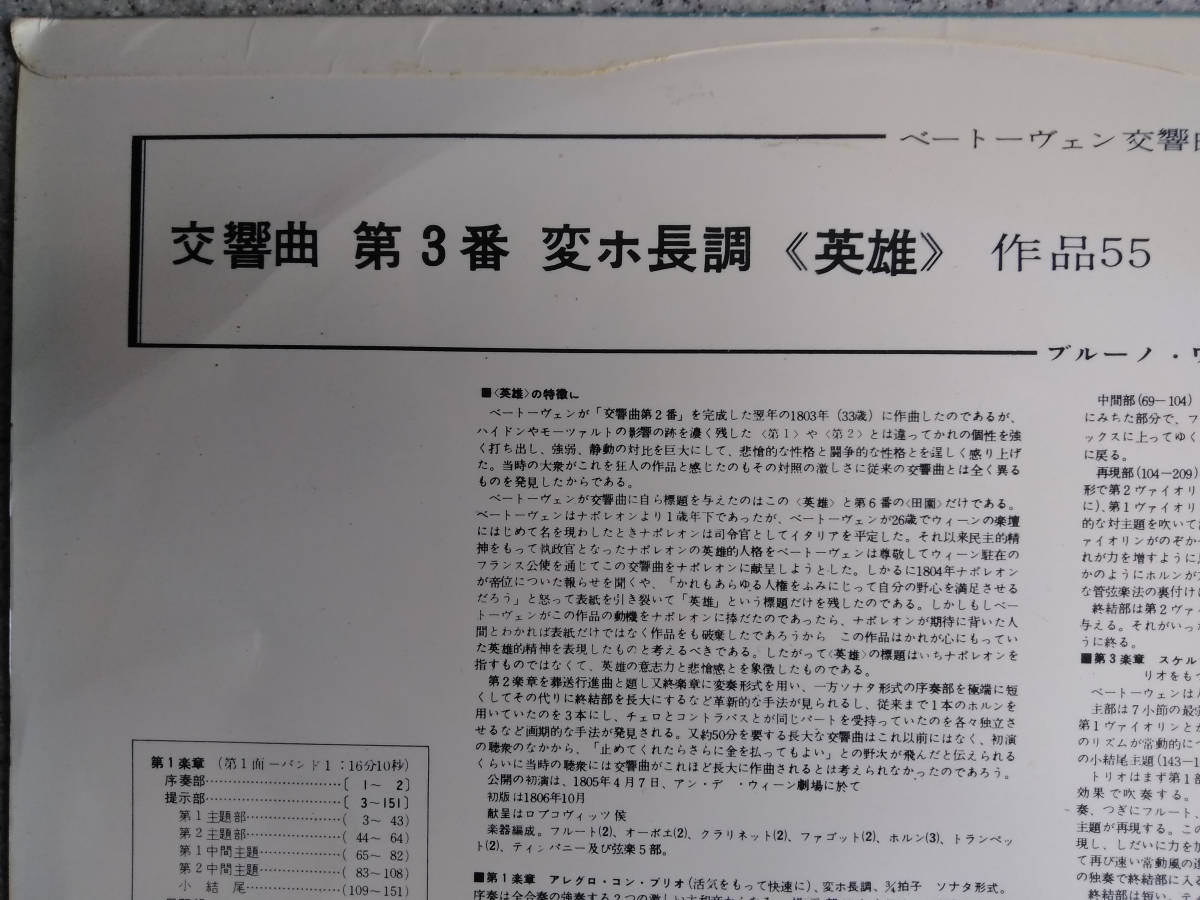 ベートーヴェン交響曲
交響曲 第3番 変ホ長調《英雄》 作品55
ブルーノ・ワ
■〈英雄〉の特徴に
ベートーヴェンが「交響曲第2番」を完成した翌年の1803年(33歳)に作曲したのであるが、
ハイドンやモーツァルトの影響の跡を濃く残した〈第1〉や〈第2〉とは違ってかれの個性を強
く打ち出し、強弱、静動の対比を巨大にして、悲愴的な性格と闘争的な性格とを逞しく盛り上げ
た。当時の大衆がこれを狂人の作品と感じたのもその対照の激しさに従来の交響曲とは全く異る
ものを発見したからである。
ベートーヴェンが交響曲に自ら標題を与えたのはこの〈英雄〉と第6番の〈田園〉だけである。
ベートーヴェンはナポレオンより1歳年下であったが、ベートーヴェンが26歳でウィーンの楽壇
にはじめて名を現わしたときナポレオンは司令官としてイタリアを平定した。それ以来民主的精
神をもって執政官となったナポレオンの英雄的人格をベートーヴェンは尊敬してウィーン駐在の
フランス公使を通じてこの交響曲をナポレオンに献呈しようとした。しかるに1804年ナポレオン
が帝位についた報らせを聞くや、「かれもあらゆる人権をふみにじって自分の野心を満足させる
だろう」と怒って表紙を引き裂いて「英雄」という標題だけを残したのである。しかしもしベー
トーヴェンがこの作品の動機をナポレオンに捧だたのであったら、ナポレオンが期待に背いた人
間とわかれば表紙だけではなく作品をも破棄したであろうから この作品はかれが心にもってい
た英雄的精神を表現したものと考えるべきである。したがって〈英雄〉の標題はいちナポレオンを
指すものではなくて、英雄の意志力と悲愴感とを象徴したものである。
第2楽章を葬送行進曲と題し又終楽章に変奏形式を用い、一方ソナタ形式の序奏部を極端に短
くしてその代りに終結部を長大にするなど革新的な手法が見られるし、従来まで1本のホルンを
用いていたのを3本にし、チェロとコントラバスとが同じパートを受持っていたのを各々独立さ
せるなど画期的な手法が発見される。又約50分を要する長大な交響曲はこれ以前にはなく、初演
の聴衆のなかから、「止めてくれたらさらに金を払ってもよい」との野次が飛んだと伝えられる
くらいに当時の聴衆には交響曲がこれほど長大に作曲されるとは考えられなかったのであろう。
公開の初演は、1805年4月7日、アン・デ・ウィーン劇場に於て
初版は1806年10月
献呈はロブコヴィッツ侯
楽器編成。フルート(2)、オーボエ(2)、クラリネット(2)、ファゴット(2)、ホルン(3)、トランペッ
ト(2)、ティンパニー及び弦楽5部。
■第1楽章 アレグロ・コン・ブリオ(活気をもって快速に)、変ホ長調、3/4拍子 ソナタ形式。
第1楽章(第1面—バンド1:16分10秒)
序奏部……………………〔 1〜 2〕
提示部……………………〔 3〜151〕
第1主題部………………( 3〜 43)
第2主題部………………( 44〜 64)
第1中間主題……………( 65〜 82)
第2中間主題……………( 83〜108)
小結尾………………(109〜151)
中間部(69—104)
にみちた部分で、フ
ックスに上ってゆく
に戻る。
再現部(104—209)
形で第2ヴァイオリン
に)、第1ヴァイオリ
的な対主題を吹いて
ァイオリンがのぞか
れが力を増すように
かのようにホルンが
な管弦楽法の裏付け
終結部は第2ヴァイ
与える。それがいっ
うに終る。
■第3楽章 スケル
リオをもつ
ベートーヴェンは
主部は7小節の最
第1ヴァイオリンと
のリズムが常動的に
の小結尾主題(143—1
トリオはまず第1部
効果で吹奏する。
奏、つぎにフルート、
主題が再現する。こ
現し、しだいに力を加
て再び速い常動風の
の独奏で終結部に入る
終結部は短い、テ